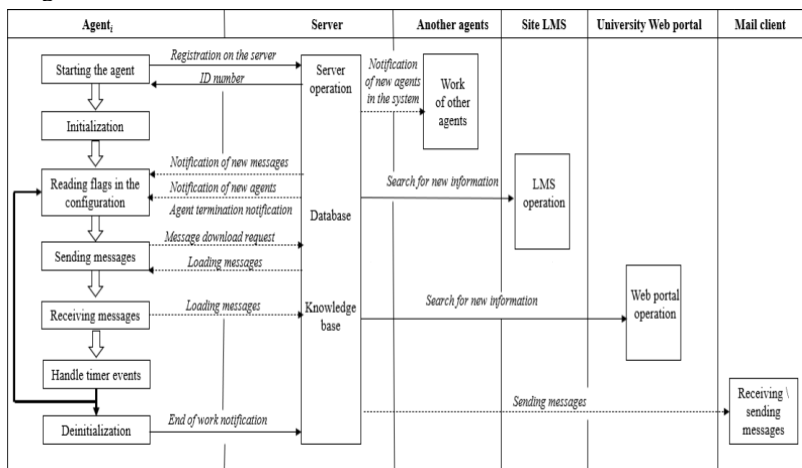 Agentᵢ
Server
Another agents
Site LMS
University Web portal
Mail client
Starting the agent
Registration on the server
ID number
Server
operation
Notification
of new agents
in the system
Work
of other
agents
Initialization
Reading flags in the
configuration
Notification of new messages
Notification of new agents
Agent termination notification
Search for new information
LMS
operation
Database
Sending messages
Message download request
Loading messages
Receiving messages
Loading messages
Knowledge
base
Search for new information
Web portal
operation
Handle timer events
Deinitialization
End of work notification
Sending messages
Receiving \
sending
messages